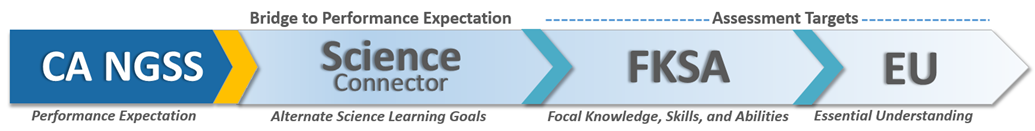 Bridge to Performance Expectation
Assessment Targets
CA NGSS
Science
Connector
FKSA
EU
Performance Expectation
Alternate Science Learning Goals
Focal Knowledge, Skills, and Abilities
Essential Understanding